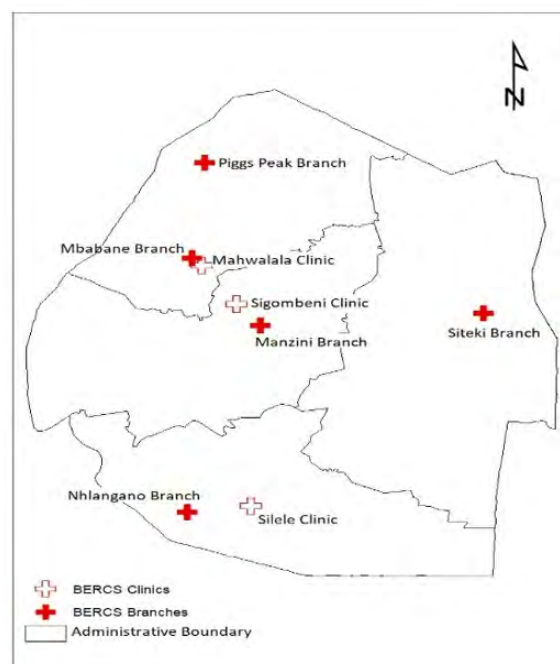 N
Piggs Peak Branch
Mbabane Branch
Mahwalala Clinic
Sigombeni Clinic
Manzini Branch
Siteki Branch
Nhlangano Branch
Silele Clinic
BERCS Clinics
BERCS Branches
Administrative Boundary